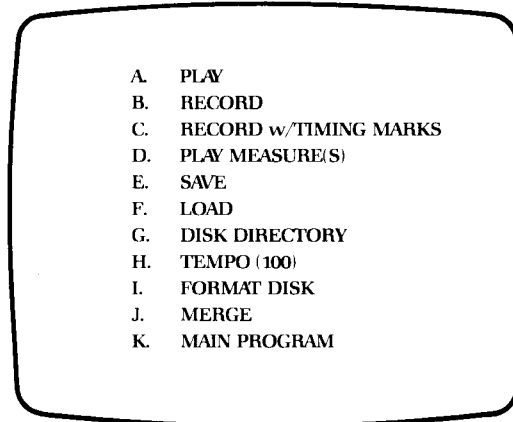 A. PLAY
B. RECORD
C. RECORD w/TIMING MARKS
D. PLAY MEASURE(S)
E. SAVE
F. LOAD
G. DISK DIRECTORY
H. TEMPO (100)
I. FORMAT DISK
J. MERGE
K. MAIN PROGRAM